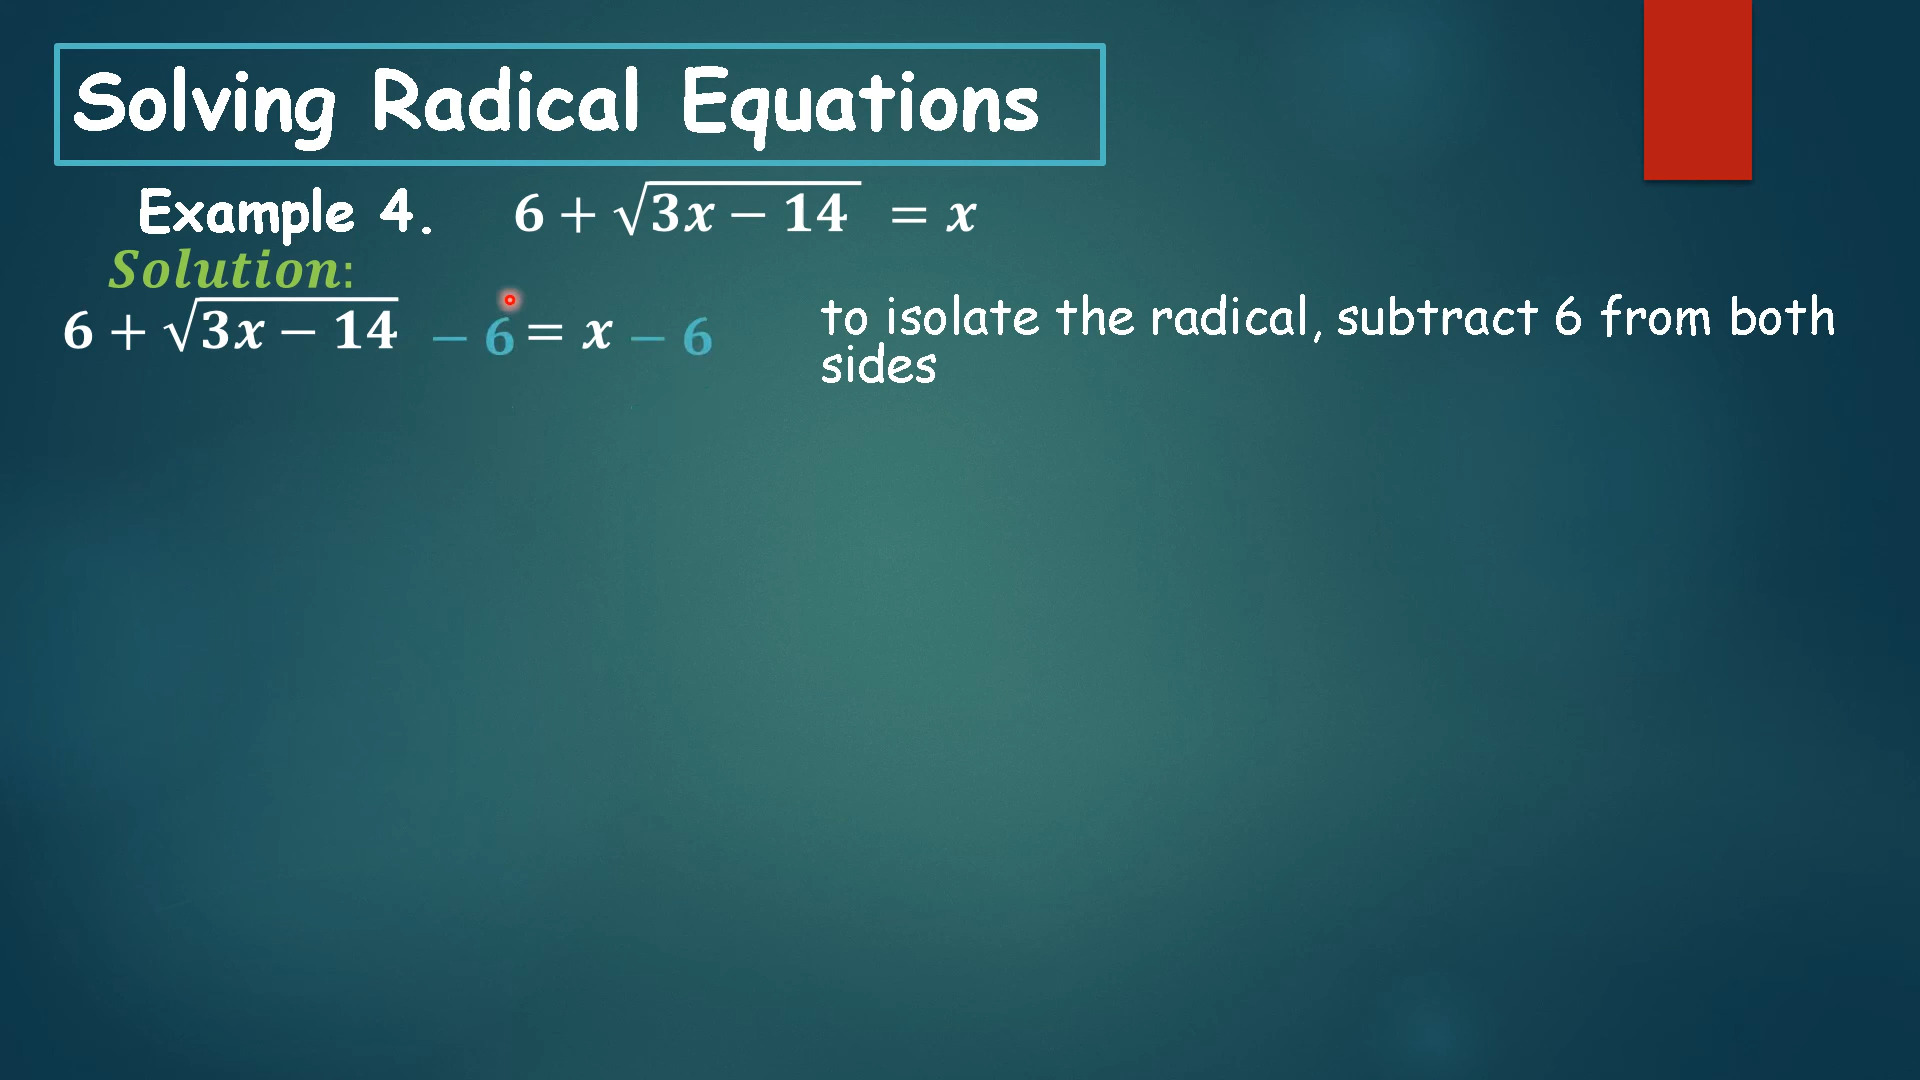 Solving Radical Equations
Example 4. 6 + √3x − 14 = x
Solution:
6 + √3x − 14 − 6 = x − 6
to isolate the radical, subtract 6 from both
sides